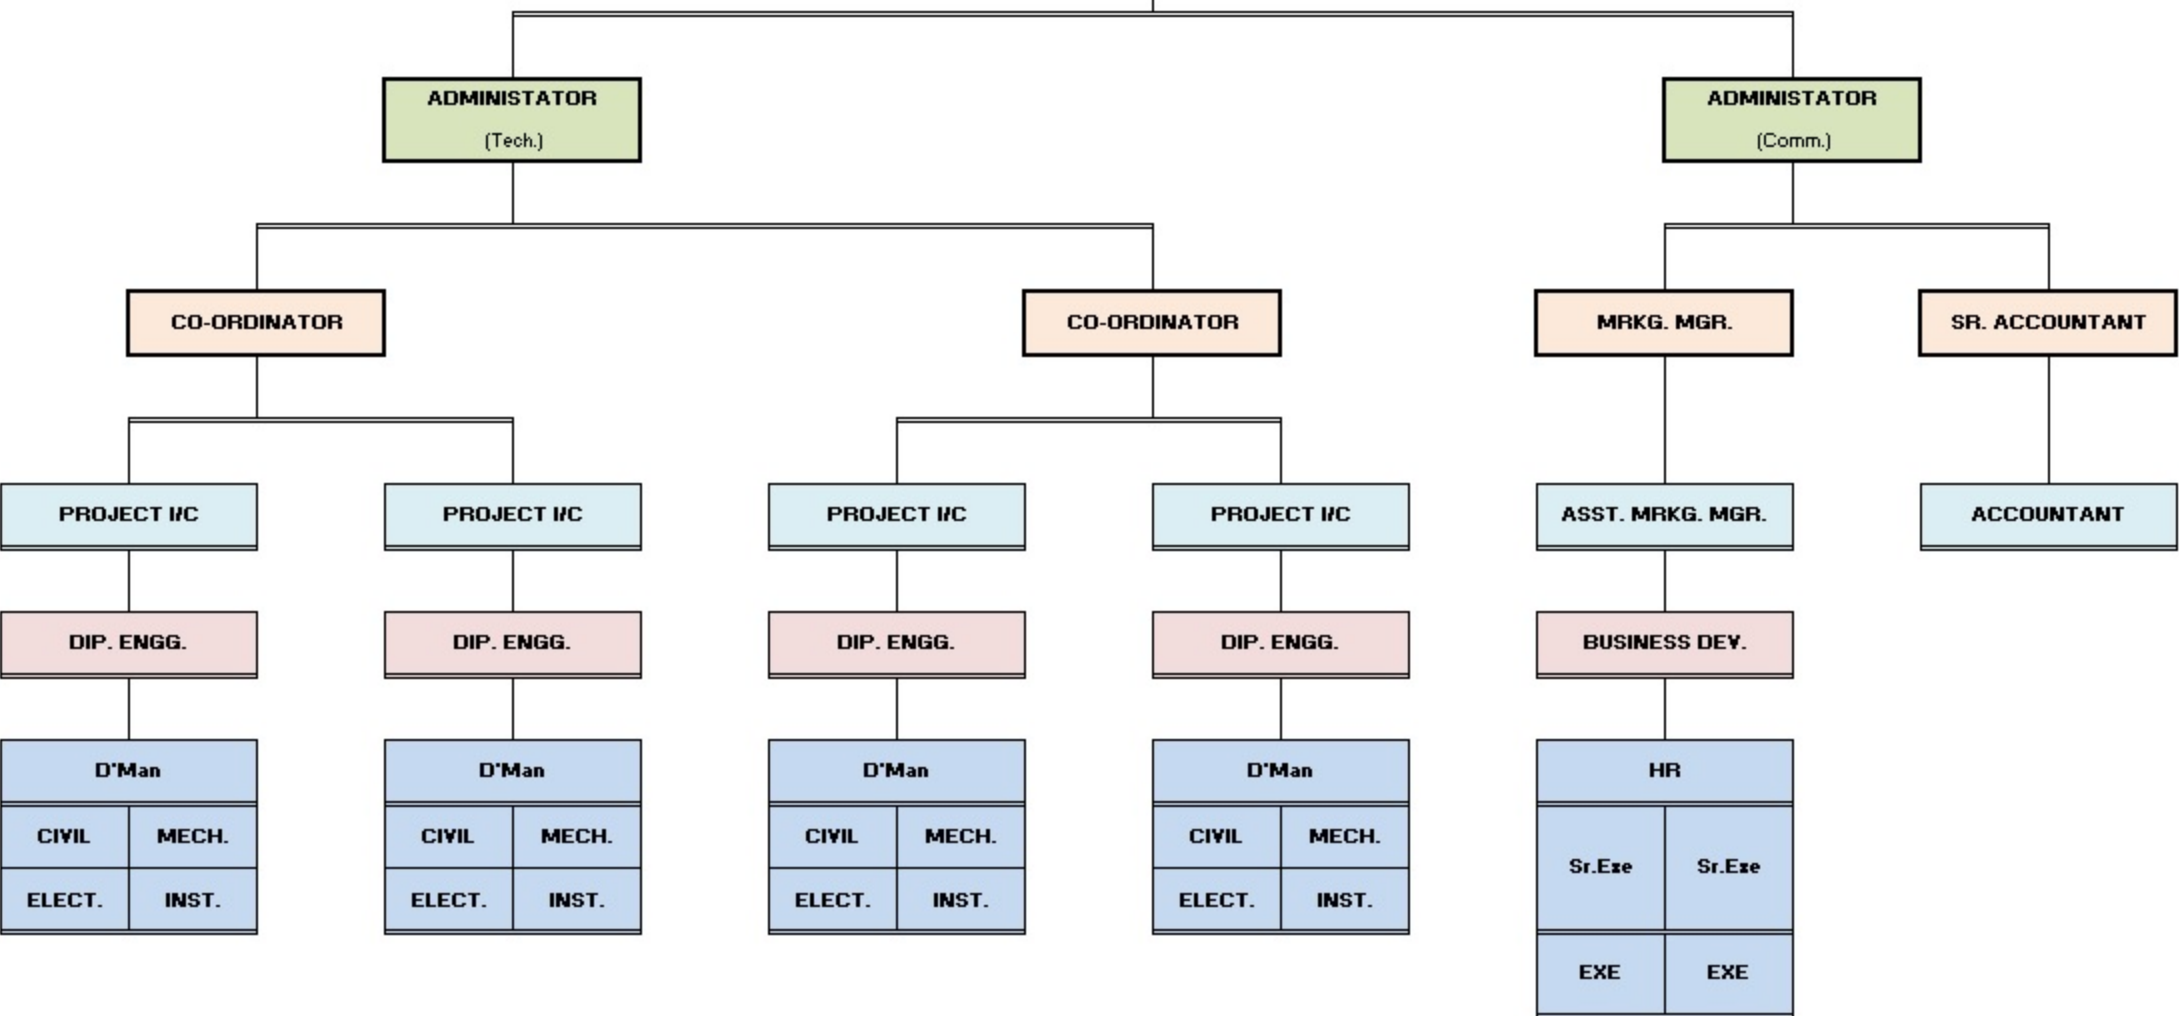 ADMINISTATOR
(Tech.)
ADMINISTATOR
(Comm.)
CO-ORDINATOR
CO-ORDINATOR
MRKG. MGR.
SR. ACCOUNTANT
PROJECT I/C
PROJECT I/C
PROJECT I/C
PROJECT I/C
ASST. MRKG. MGR.
ACCOUNTANT
DIP. ENGG.
DIP. ENGG.
DIP. ENGG.
DIP. ENGG.
BUSINESS DEV.
D'Man
D'Man
D'Man
D'Man
HR
CIVIL
MECH.
CIVIL
MECH.
CIVIL
MECH.
CIVIL
MECH.
Sr.Exe
Sr.Exe
ELECT.
INST.
ELECT.
INST.
ELECT.
INST.
ELECT.
INST.
EXE
EXE